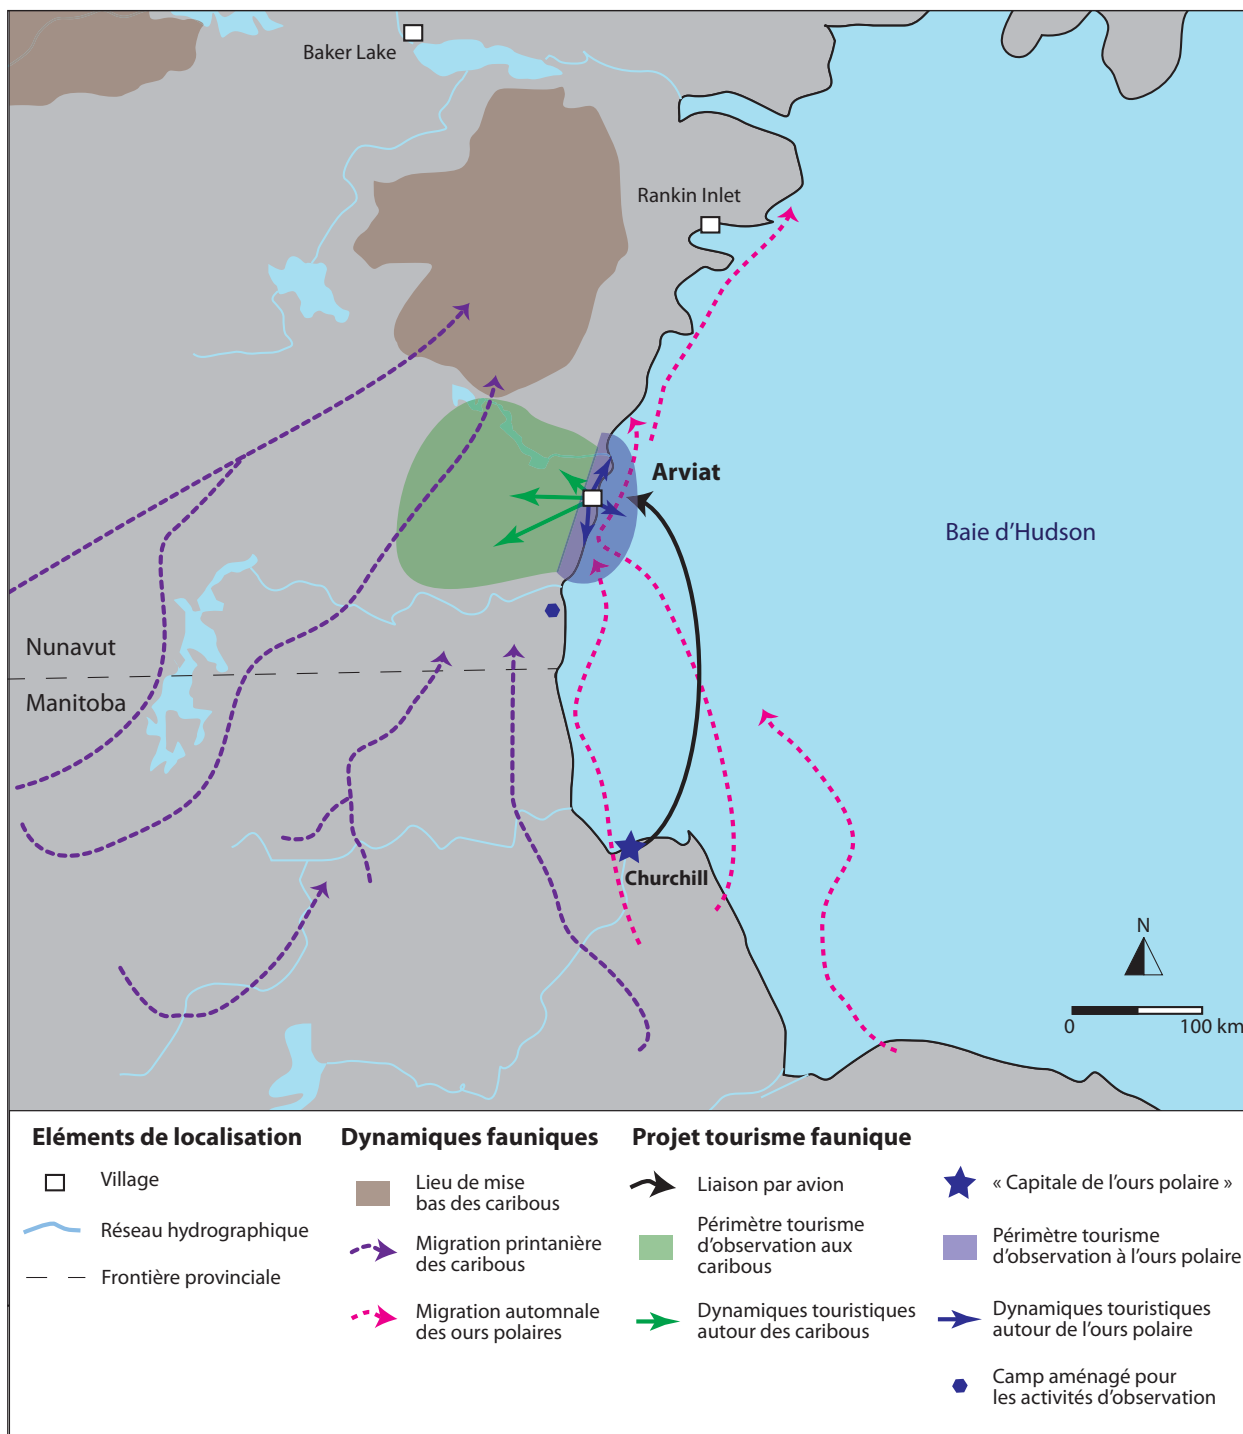 Baker Lake
Rankin Inlet
Arviat
Baie d’Hudson
Nunavut
Manitoba
Churchill
N
0 100 km
Eléments de localisation
Village
Réseau hydrographique
Frontière provinciale
Dynamiques fauniques
Lieu de mise
bas des caribous
Migration printanière
des caribous
Migration automnale
des ours polaires
Projet tourisme faunique
Liaison par avion
Périmètre tourisme
d’observation aux
caribous
Dynamiques touristiques
autour des caribous
« Capitale de l’ours polaire »
Périmètre tourisme
d’observation à l’ours polaire
Dynamiques touristiques
autour de l’ours polaire
Camp aménagé pour
les activités d’observation